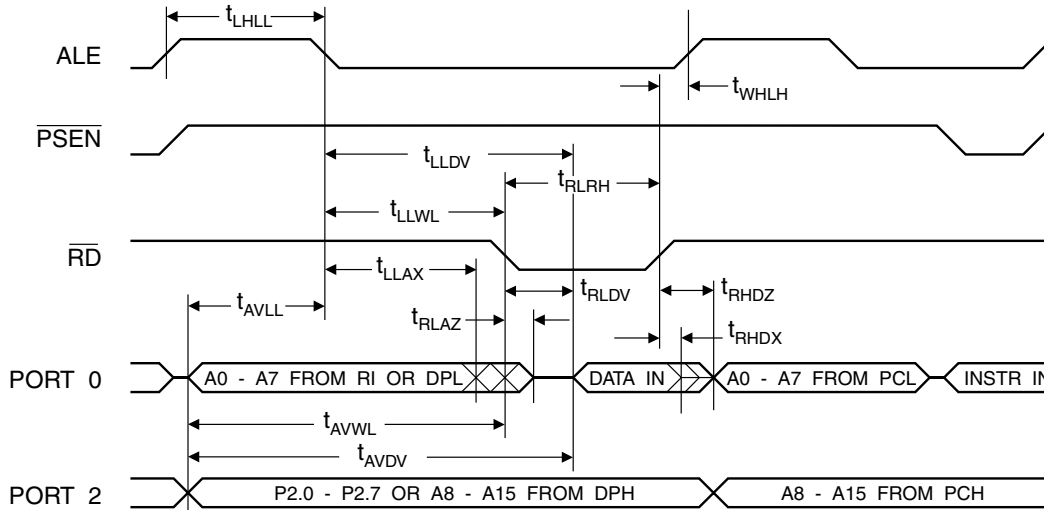 tLHLL
ALE
tWHLH
PSEN
tLLDV
tRLRH
tLLWL
RD
tLLAX
tRLDV
tRHDZ
tAVLL
tRLAZ
tRHDX
PORT 0
A0 - A7 FROM RI OR DPL
DATA IN
A0 - A7 FROM PCL
INSTR IN
tAVWL
tAVDV
PORT 2
P2.0 - P2.7 OR A8 - A15 FROM DPH
A8 - A15 FROM PCH